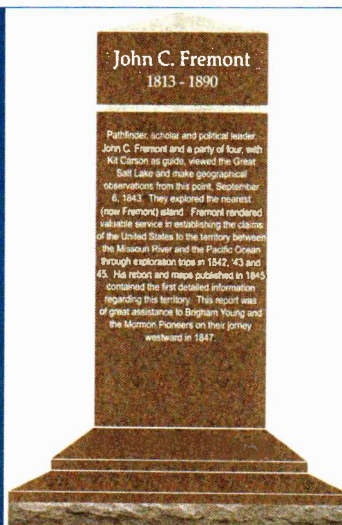 John C. Fremont
1813 - 1890
Pathfinder, scholar and political leader,
John C. Fremont and a party of four, with
Kit Carson as guide, viewed the Great
Salt Lake and make geographical
observations from this point, September
6, 1843. They explored the nearest
(now Fremont) island. Fremont rendered
valuable service in establishing the claims
of the United States to the territory between
the Missouri River and the Pacific Ocean
through exploration trips in 1842, '43 and
45. His report and maps published in 1845
contained the first detailed information
regarding this territory. This report was
of great assistance to Brigham Young and
the Mormon Pioneers on their jorney
westward in 1847.